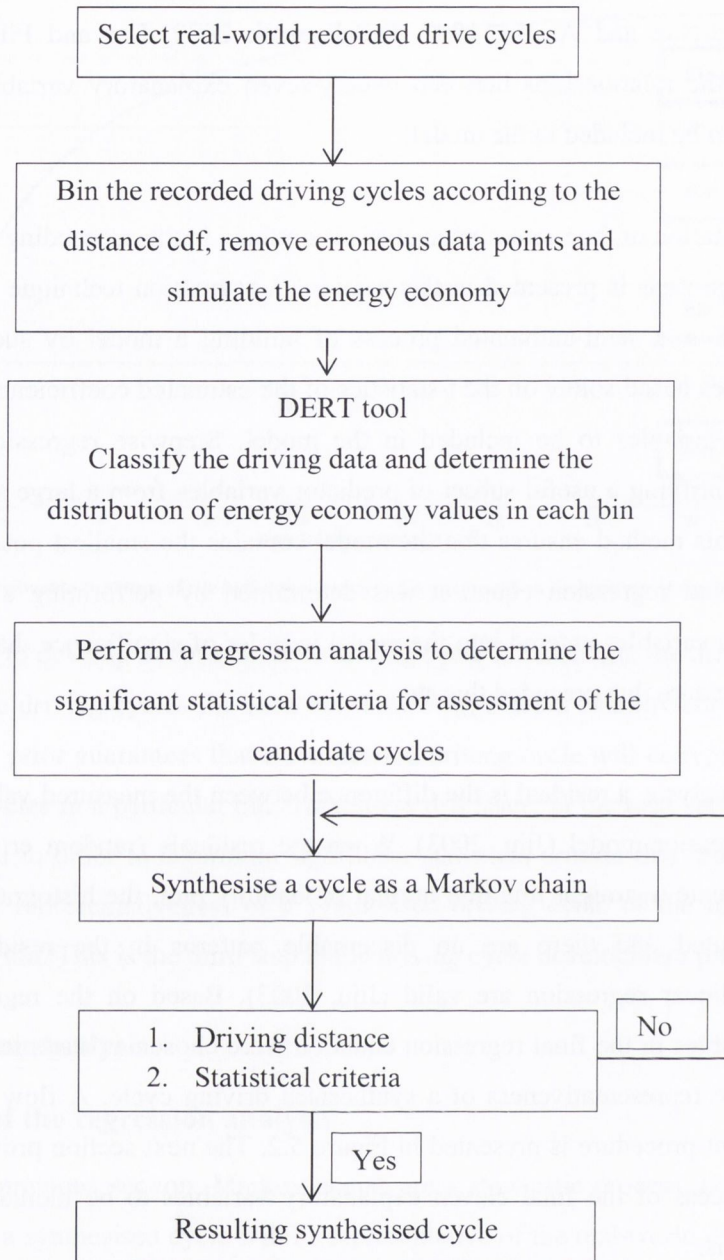 Select real-world recorded drive cycles
Bin the recorded driving cycles according to the
distance cdf, remove erroneous data points and
simulate the energy economy
DERT tool
Classify the driving data and determine the
distribution of energy economy values in each bin
Perform a regression analysis to determine the
significant statistical criteria for assessment of the
candidate cycles
Synthesise a cycle as a Markov chain
1. Driving distance
2. Statistical criteria
No
Yes
Resulting synthesised cycle